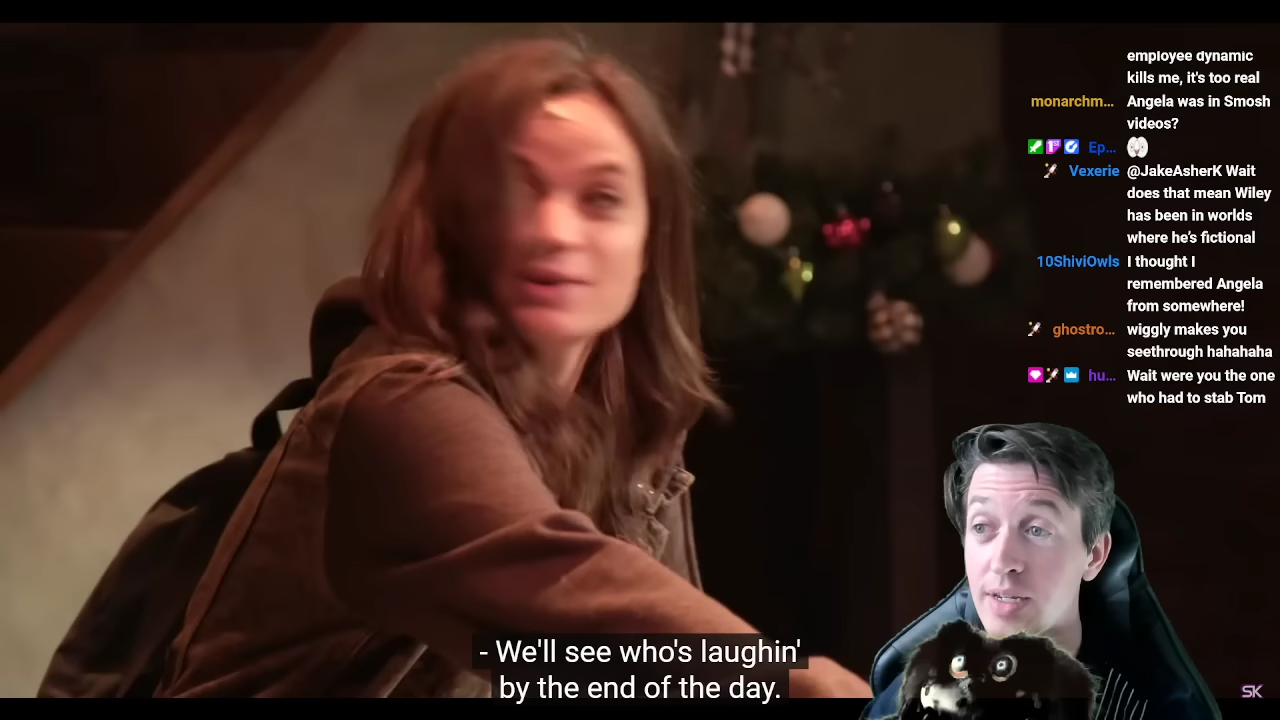 employee dynamic
kills me, it's too real
monarchm... Angela was in Smosh
videos?
Ep...
Vexerie @JakeAsherK Wait
does that mean Wiley
has been in worlds
where he's fictional
10ShiviOwls I thought I
remembered Angela
from somewhere!
ghostro... wiggly makes you
seethrough hahahaha
hu... Wait were you the one
who had to stab Tom
- We'll see who's laughin'
by the end of the day.
SK